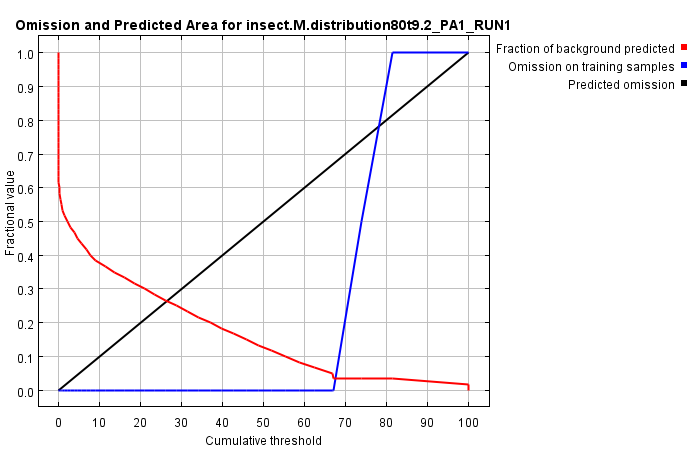 Omission and Predicted Area for insect.M.distribution80t9.2_PA1_RUN1
Fraction of background predicted
Omission on training samples
Predicted omission
1.0
0.9
0.8
0.7
0.6
0.5
0.4
0.3
0.2
0.1
0.0
Fractional value
0 10 20 30 40 50 60 70 80 90 100
Cumulative threshold